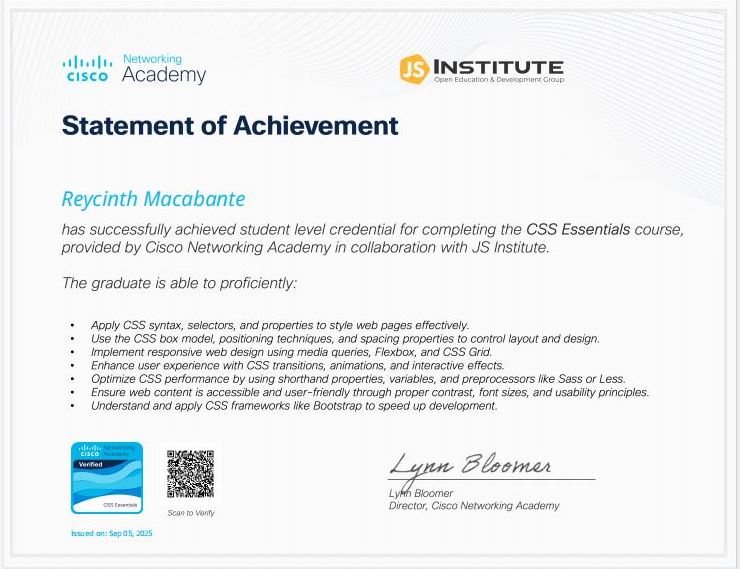 Networking
CISCO Academy
JS INSTITUTE
Open Education & Development Group
Statement of Achievement
Reycinth Macabante
has successfully achieved student level credential for completing the CSS Essentials course,
provided by Cisco Networking Academy in collaboration with JS Institute.
The graduate is able to proficiently:
• Apply CSS syntax, selectors, and properties to style web pages effectively.
• Use the CSS box model, positioning techniques, and spacing properties to control layout and design.
• Implement responsive web design using media queries, Flexbox, and CSS Grid.
• Enhance user experience with CSS transitions, animations, and interactive effects.
• Optimize CSS performance by using shorthand properties, variables, and preprocessors like Sass or Less.
• Ensure web content is accessible and user-friendly through proper contrast, font sizes, and usability principles.
• Understand and apply CSS frameworks like Bootstrap to speed up development.
Networking
CISCO Academy
Verified
CSS Essentials
Scan to Verify
Issued on: Sep 05, 2025
Lynn Bloomer
Lynn Bloomer
Director, Cisco Networking Academy